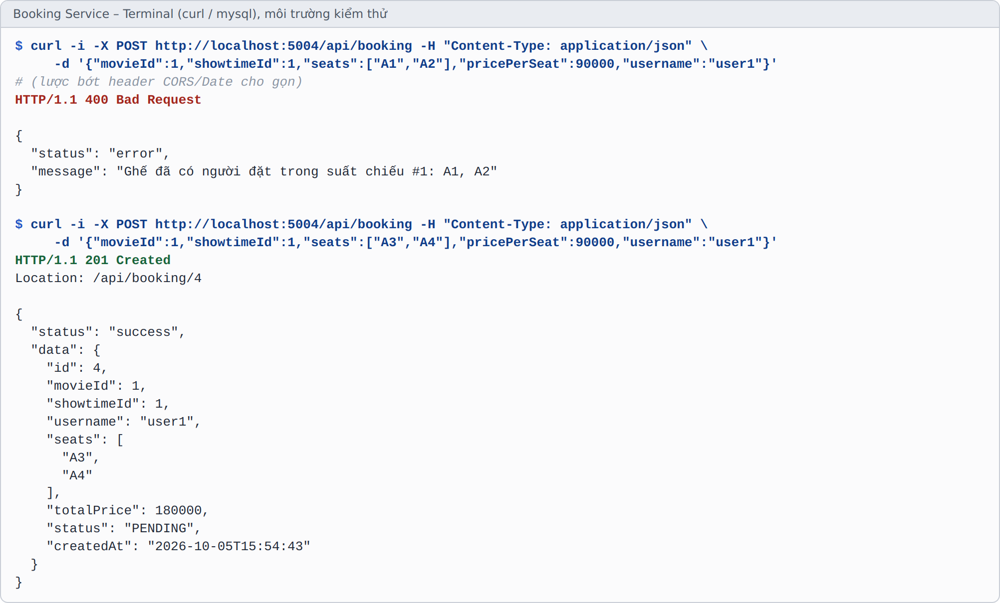 Booking Service – Terminal (curl / mysql), môi trường kiểm thử
$ curl -i -X POST http://localhost:5004/api/booking -H "Content-Type: application/json" \
-d '{"movieId":1,"showtimeId":1,"seats":["A1","A2"],"pricePerSeat":90000,"username":"user1"}'
# (lược bớt header CORS/Date cho gọn)
HTTP/1.1 400 Bad Request
{
  "status": "error",
  "message": "Ghế đã có người đặt trong suất chiếu #1: A1, A2"
}
$ curl -i -X POST http://localhost:5004/api/booking -H "Content-Type: application/json" \
-d '{"movieId":1,"showtimeId":1,"seats":["A3","A4"],"pricePerSeat":90000,"username":"user1"}'
HTTP/1.1 201 Created
Location: /api/booking/4
{
  "status": "success",
  "data": {
    "id": 4,
    "movieId": 1,
    "showtimeId": 1,
    "username": "user1",
    "seats": [
      "A3",
      "A4"
    ],
    "totalPrice": 180000,
    "status": "PENDING",
    "createdAt": "2026-10-05T15:54:43"
  }
}